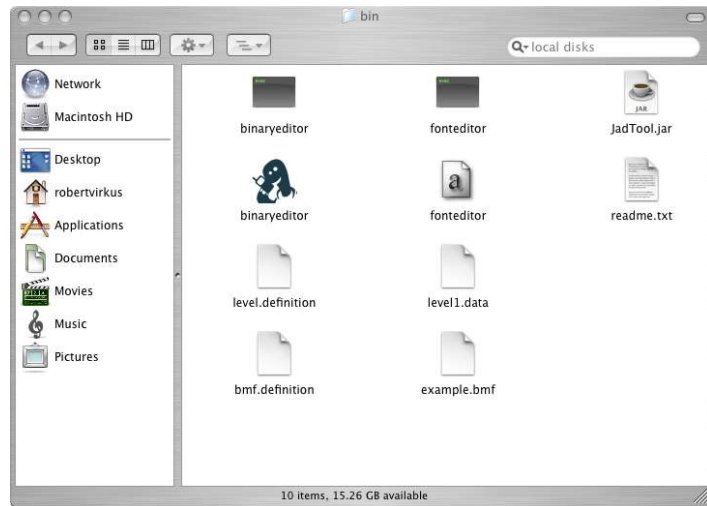 bin
local disks
Network
Macintosh HD
Desktop
robertvirkus
Applications
Documents
Movies
Music
Pictures
binaryeditor
fonteditor
JAR
JadTool.jar
binaryeditor
a
fonteditor
readme.txt
level.definition
level1.data
bmf.definition
example.bmf
10 items, 15.26 GB available